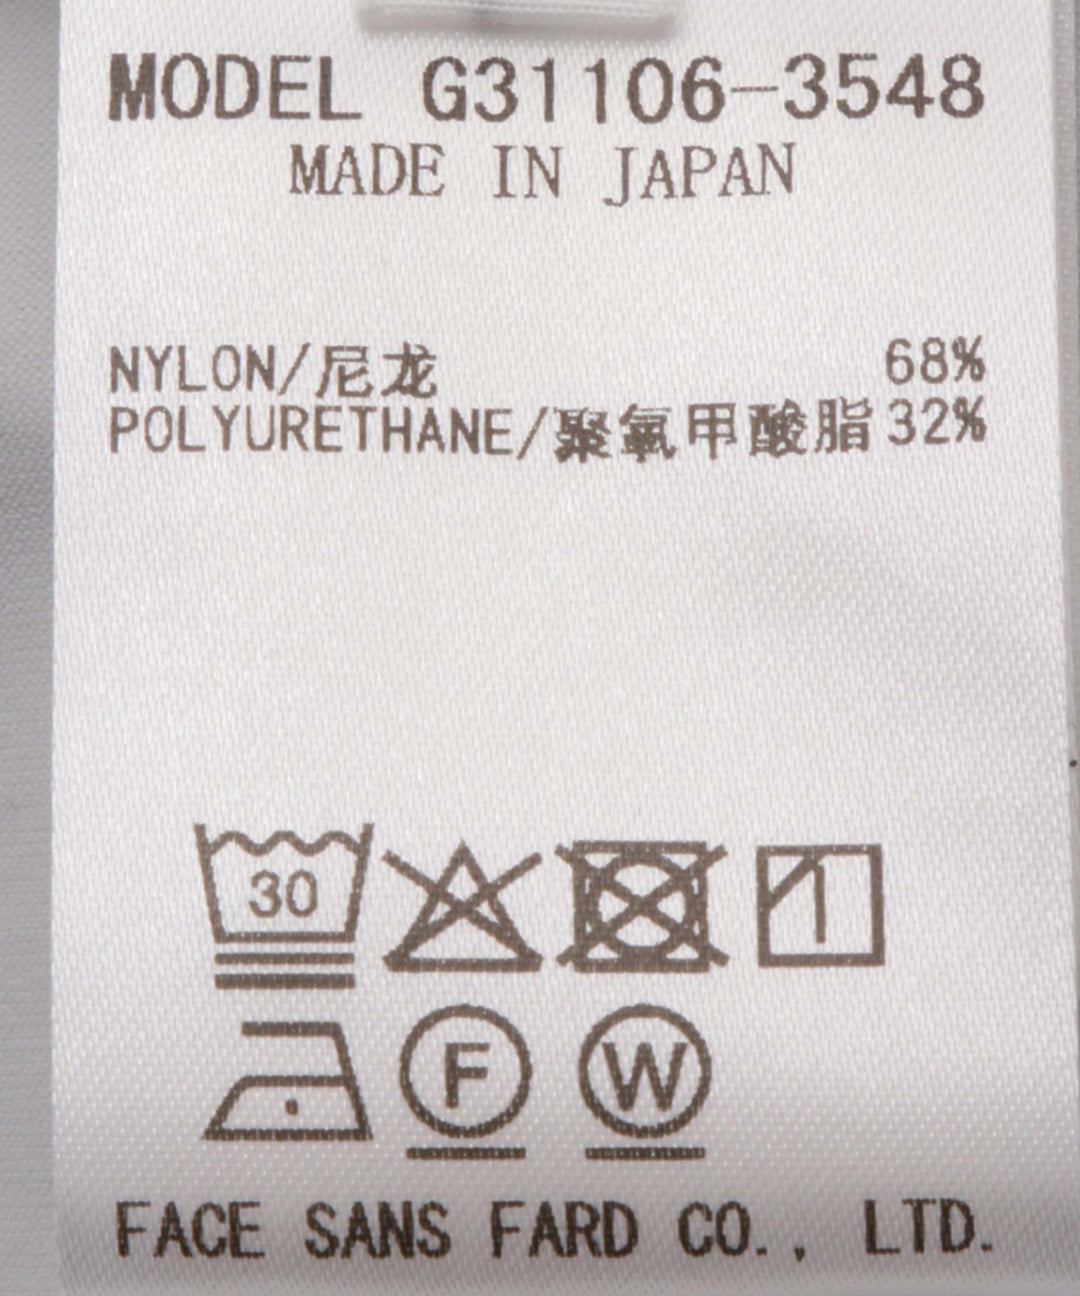 MODEL G31106-3548
MADE IN JAPAN
NYLON/尼龙 68%
POLYURETHANE/聚氨甲酸脂 32%
30
F W
FACE SANS FARD CO., LTD.